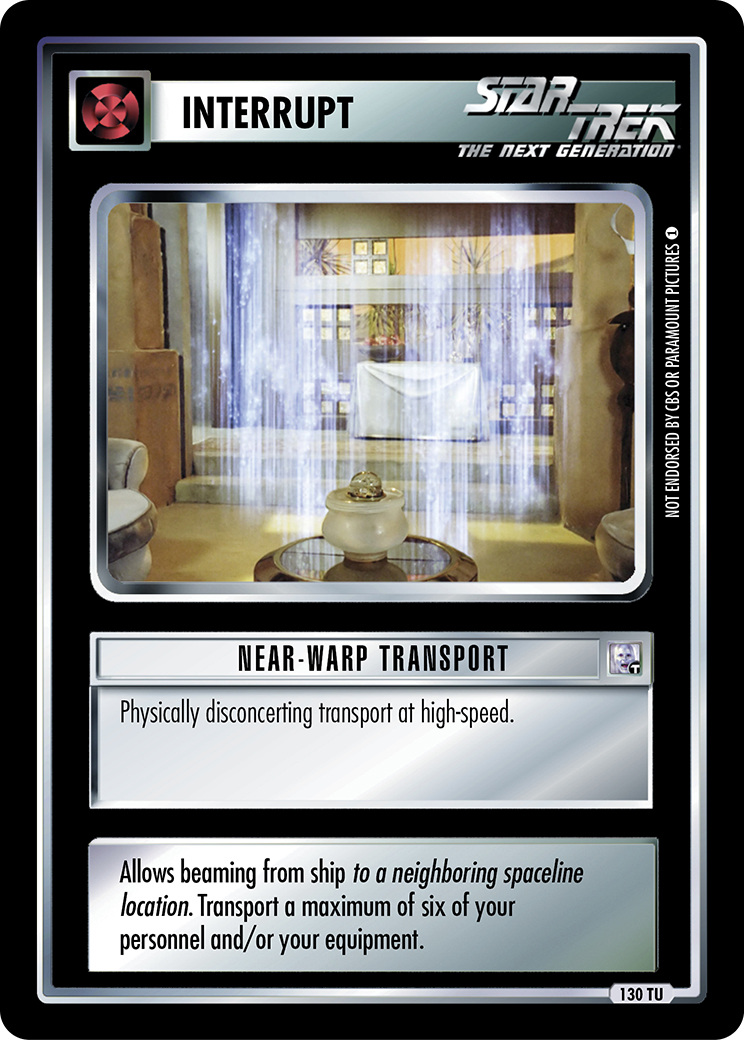 INTERRUPT
STAR TREK
THE NEXT GENERATION
NOT ENDORSED BY CBS OR PARAMOUNT PICTURES 1
NEAR-WARP TRANSPORT
T
Physically disconcerting transport at high-speed.
Allows beaming from ship to a neighboring spaceline
location. Transport a maximum of six of your
personnel and/or your equipment.
130 TU